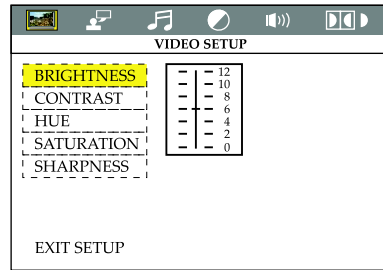 VIDEO SETUP
BRIGHTNESS
CONTRAST
HUE
SATURATION
SHARPNESS
12
10
8
6
4
2
0
EXIT SETUP